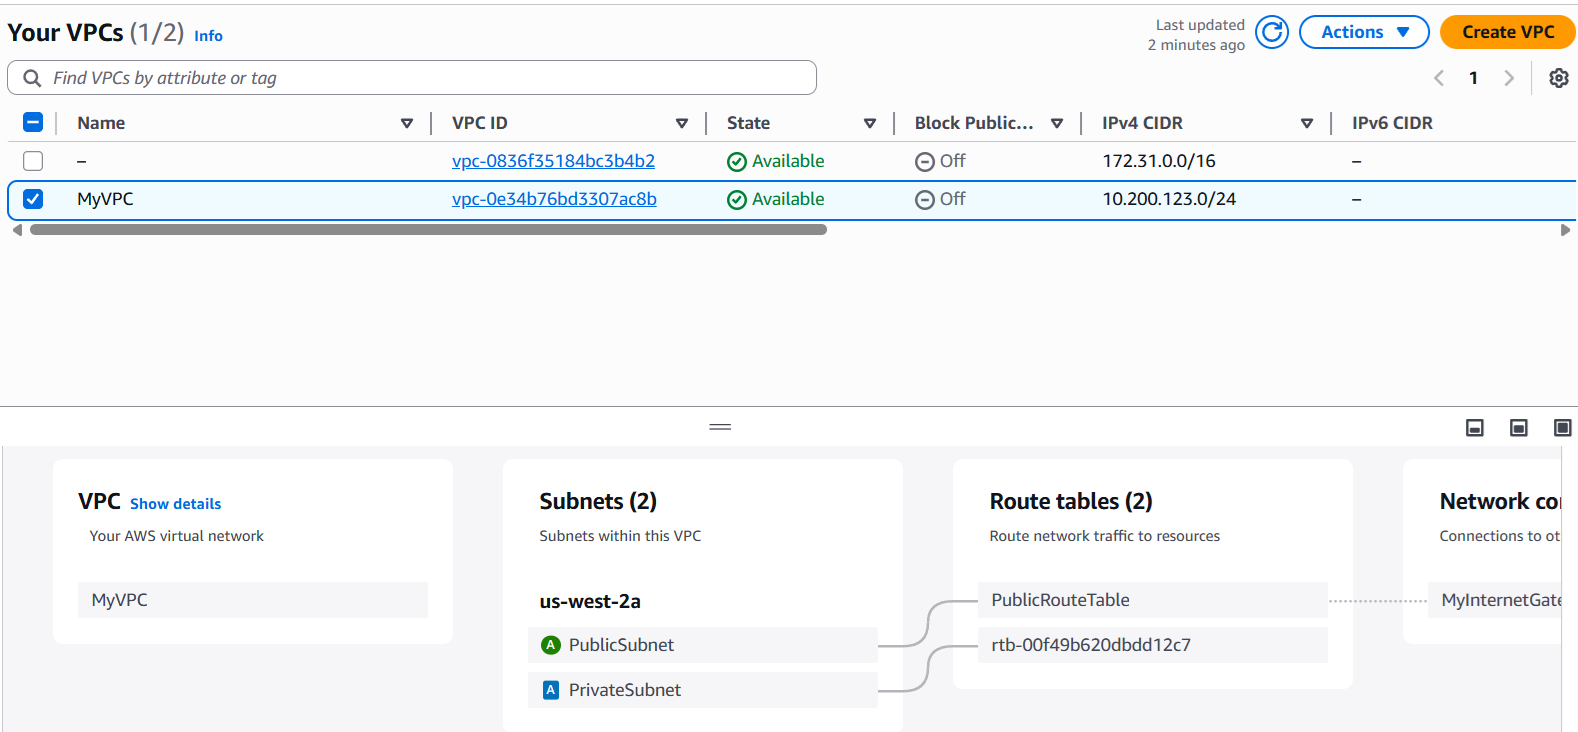 Your VPCs (1/2) Info
Last updated
2 minutes ago
Actions
Create VPC
Find VPCs by attribute or tag
1
Name VPC ID State Block Public... IPv4 CIDR IPv6 CIDR
– vpc-0836f35184bc3b4b2 Available Off 172.31.0.0/16 –
MyVPC vpc-0e34b76bd3307ac8b Available Off 10.200.123.0/24 –
VPC Show details
Your AWS virtual network
MyVPC
Subnets (2)
Subnets within this VPC
us-west-2a
A PublicSubnet
A PrivateSubnet
Route tables (2)
Route network traffic to resources
PublicRouteTable
rtb-00f49b620dbdd12c7
Network co
Connections to ot
MyInternetGate